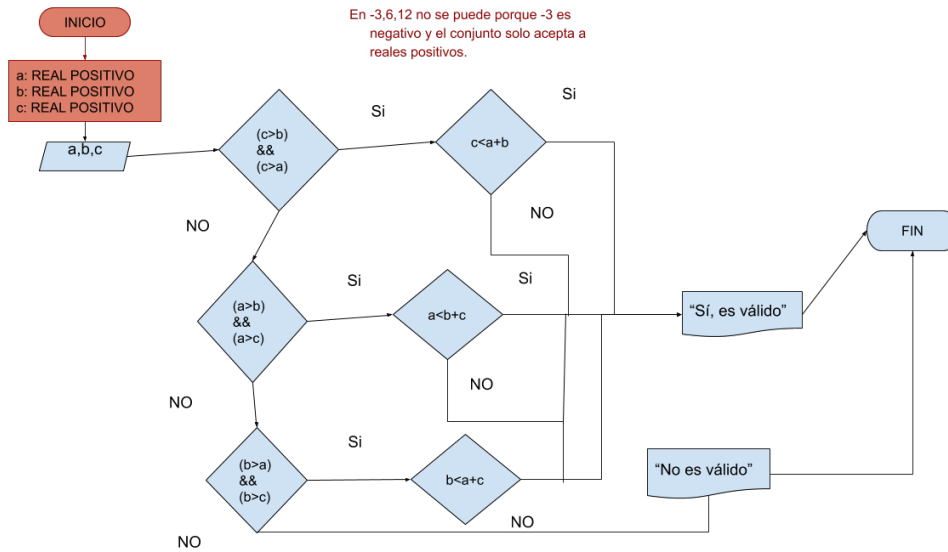 INICIO
En -3,6,12 no se puede porque -3 es
negativo y el conjunto solo acepta a
reales positivos.
a: REAL POSITIVO
b: REAL POSITIVO
c: REAL POSITIVO
a,b,c
(c>b)
&&
(c>a)
Si
c<a+b
Si
NO
NO
FIN
(a>b)
&&
(a>c)
Si
a<b+c
Si
"Sí, es válido"
NO
NO
(b>a)
&&
(b>c)
Si
b<a+c
"No es válido"
NO
NO